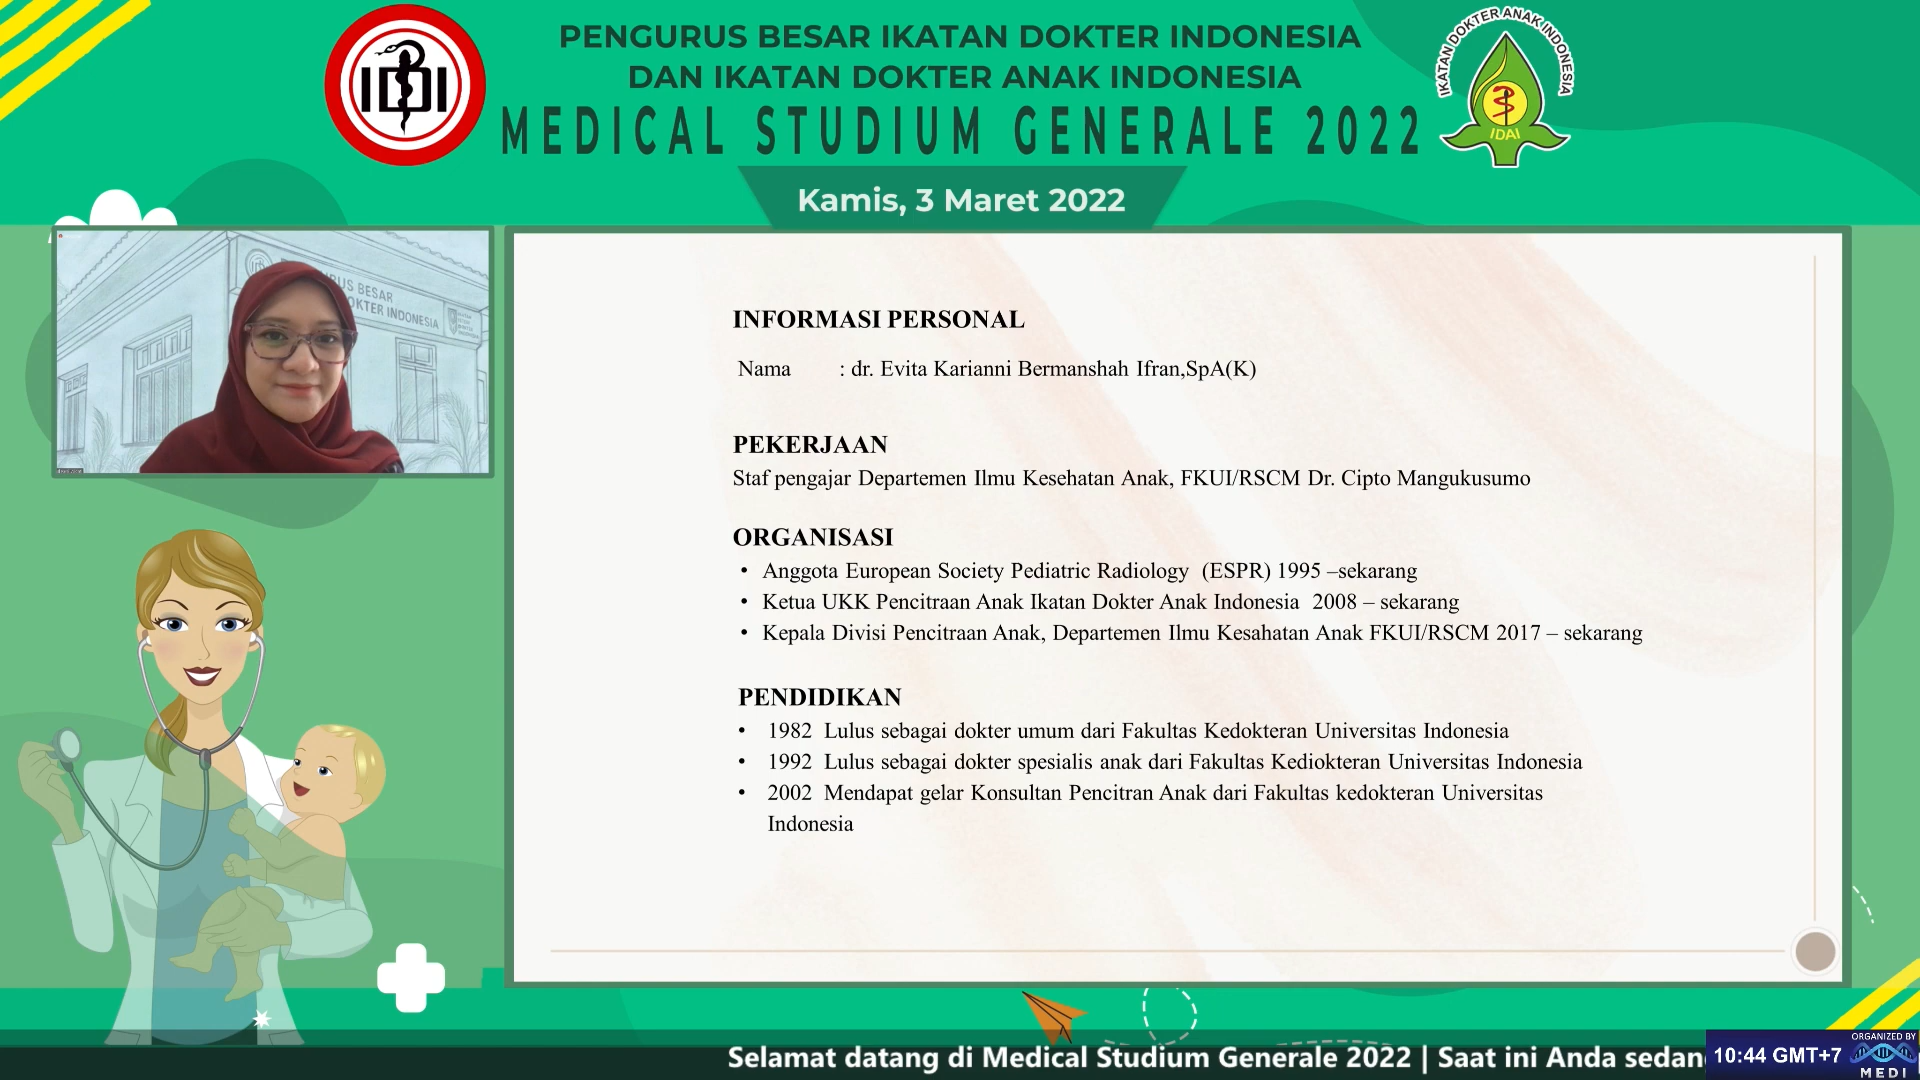 PENGURUS BESAR IKATAN DOKTER INDONESIA
DAN IKATAN DOKTER ANAK INDONESIA
MEDICAL STUDIUM GENERALE 2022
Kamis, 3 Maret 2022
IDI
IKATAN DOKTER ANAK INDONESIA
IDAI
US BESAR
OKTER INDONESIA
INFORMASI PERSONAL
Nama : dr. Evita Karianni Bermanshah Ifran,SpA(K)
PEKERJAAN
Staf pengajar Departemen Ilmu Kesehatan Anak, FKUI/RSCM Dr. Cipto Mangukusumo
ORGANISASI
• Anggota European Society Pediatric Radiology (ESPR) 1995 –sekarang
• Ketua UKK Pencitraan Anak Ikatan Dokter Anak Indonesia 2008 – sekarang
• Kepala Divisi Pencitraan Anak, Departemen Ilmu Kesahatan Anak FKUI/RSCM 2017 – sekarang
PENDIDIKAN
• 1982 Lulus sebagai dokter umum dari Fakultas Kedokteran Universitas Indonesia
• 1992 Lulus sebagai dokter spesialis anak dari Fakultas Kediokteran Universitas Indonesia
• 2002 Mendapat gelar Konsultan Pencitran Anak dari Fakultas kedokteran Universitas
Indonesia
Selamat datang di Medical Studium Generale 2022 | Saat ini Anda sedan
10:44 GMT+7
ORGANIZED BY
MEDI